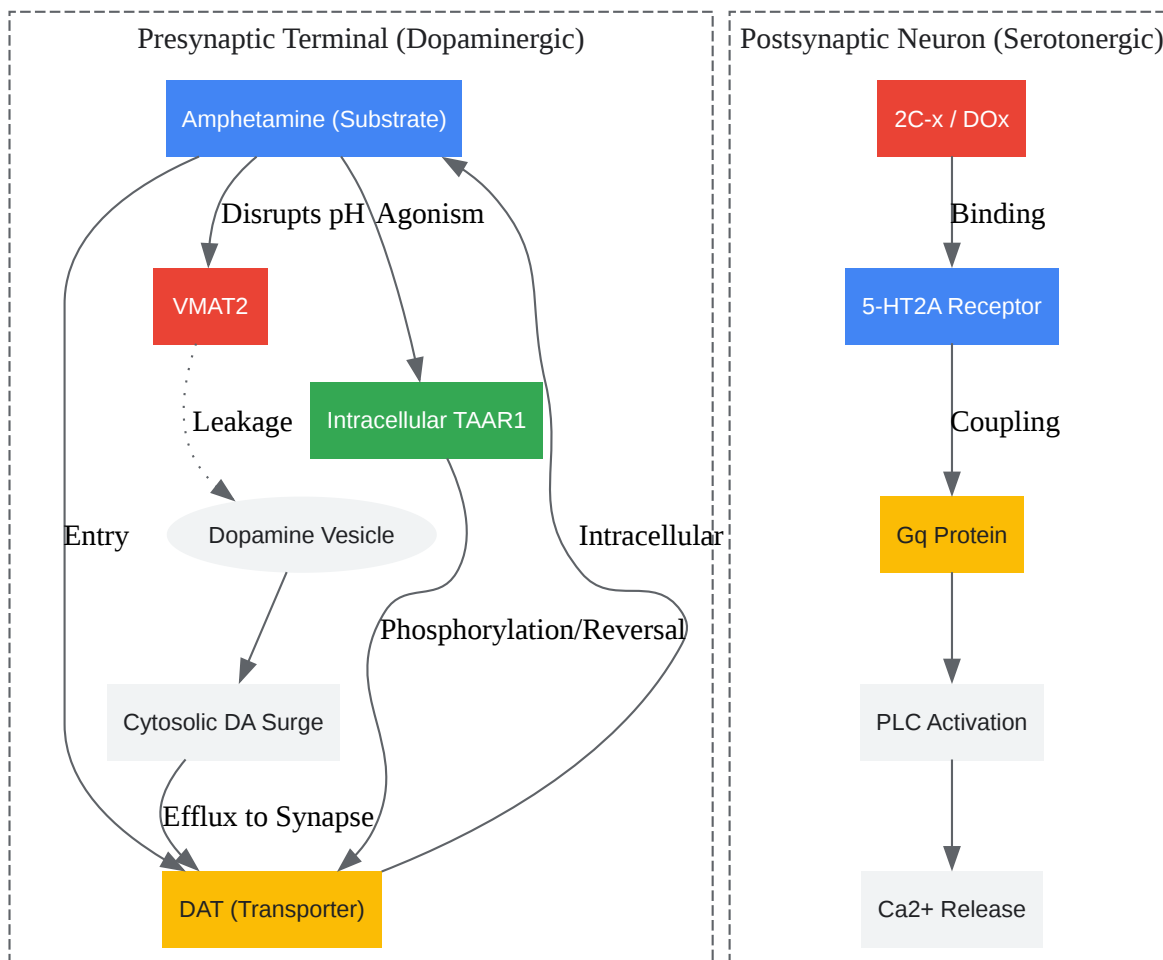 Presynaptic Terminal (Dopaminergic)
Amphetamine (Substrate)
Disrupts pH
Agonism
VMAT2
Intracellular TAAR1
Leakage
Entry
Dopamine Vesicle
Intracellular
Phosphorylation/Reversal
Cytosolic DA Surge
Efflux to Synapse
DAT (Transporter)
Postsynaptic Neuron (Serotonergic)
2C-x / DOx
Binding
5-HT2A Receptor
Coupling
Gq Protein
PLC Activation
Ca2+ Release